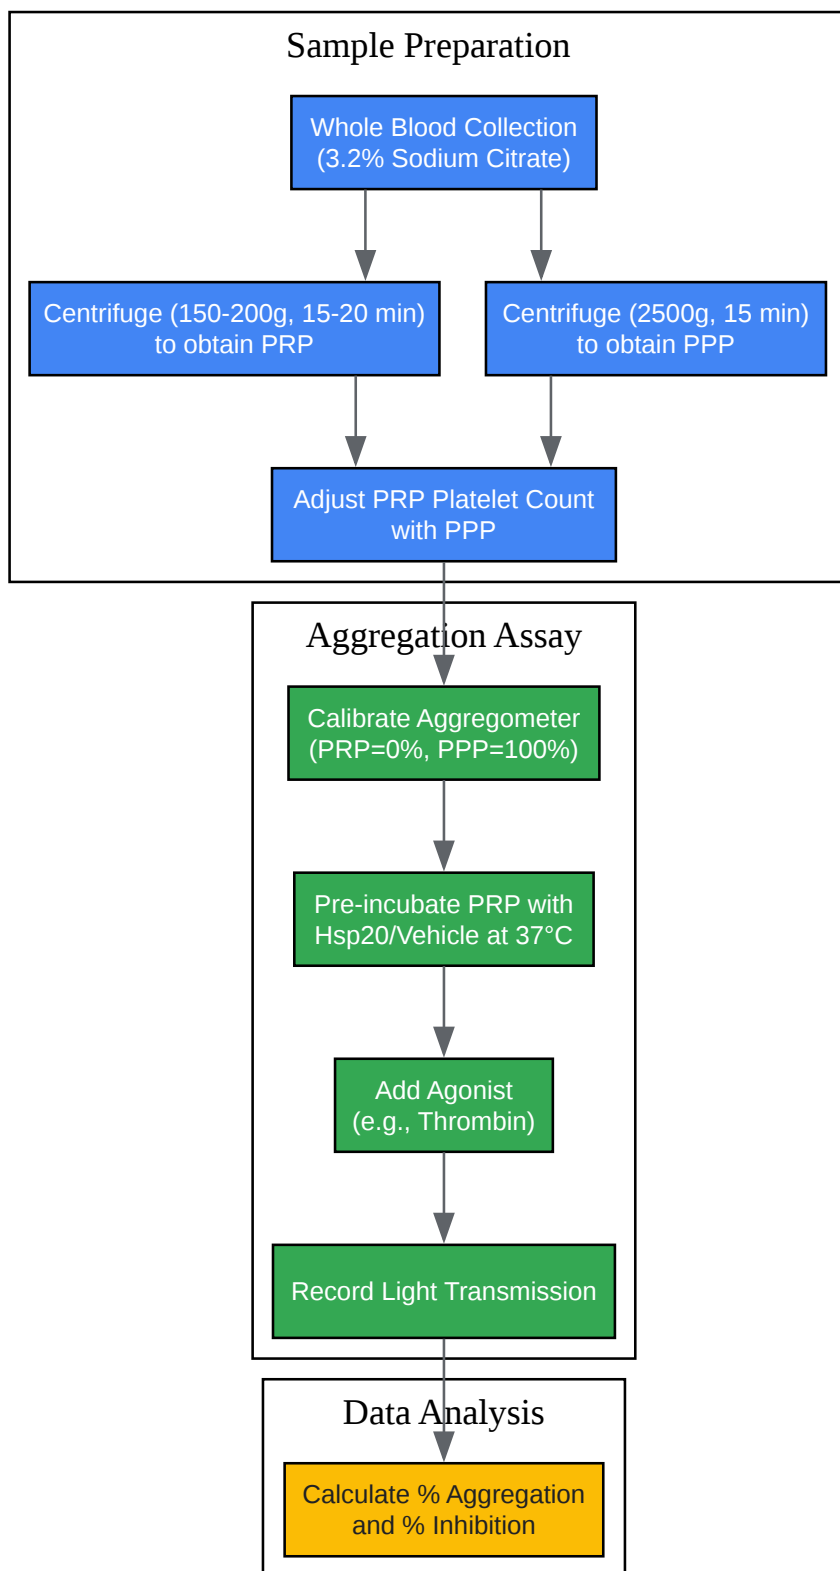 Sample Preparation
Whole Blood Collection
(3.2% Sodium Citrate)
Centrifuge (150-200g, 15-20 min)
to obtain PRP
Centrifuge (2500g, 15 min)
to obtain PPP
Adjust PRP Platelet Count
with PPP
Aggregation Assay
Calibrate Aggregometer
(PRP=0%, PPP=100%)
Pre-incubate PRP with
Hsp20/Vehicle at 37°C
Add Agonist
(e.g., Thrombin)
Record Light Transmission
Data Analysis
Calculate % Aggregation
and % Inhibition